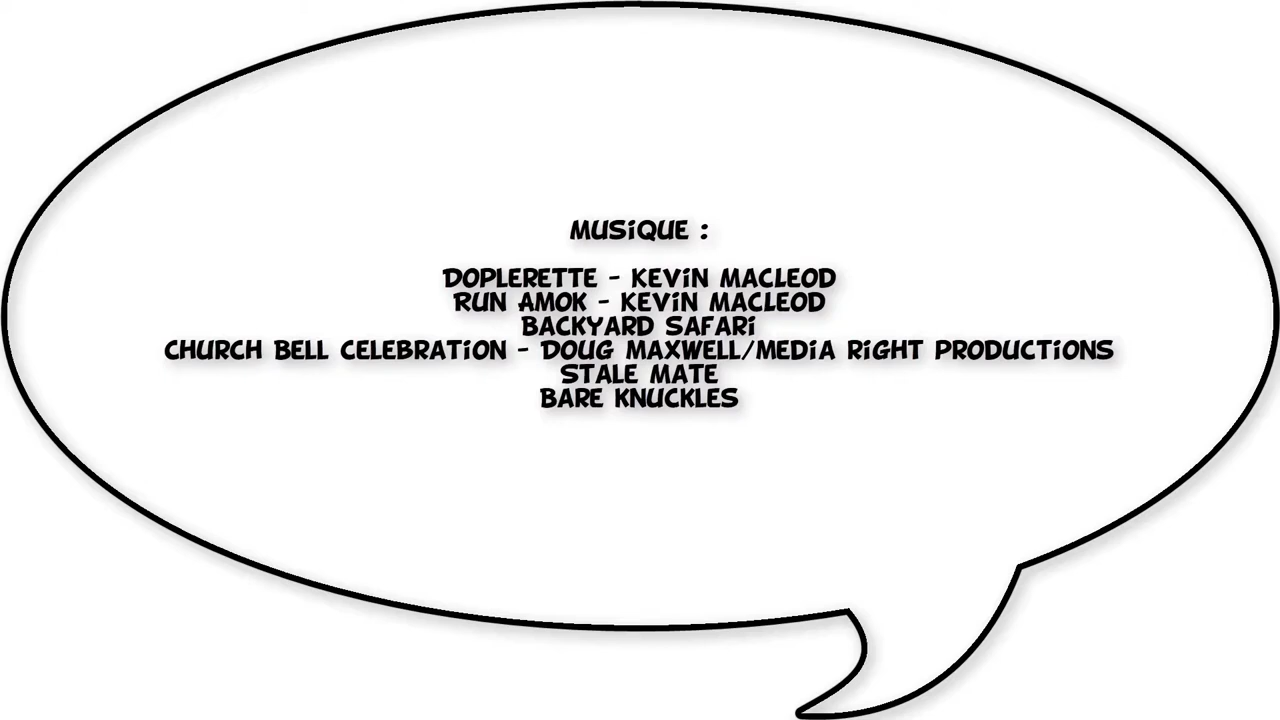 MUSiQUE :
DOPLERETTE - KEViN MACLEOD
RUN AMOK - KEViN MACLEOD
BACKYARD SAFARi
CHURCH BELL CELEBRATiON - DOUG MAXWELL/MEDiA RiGHT PRODUCTiONS
STALE MATE
BARE KNUCKLES